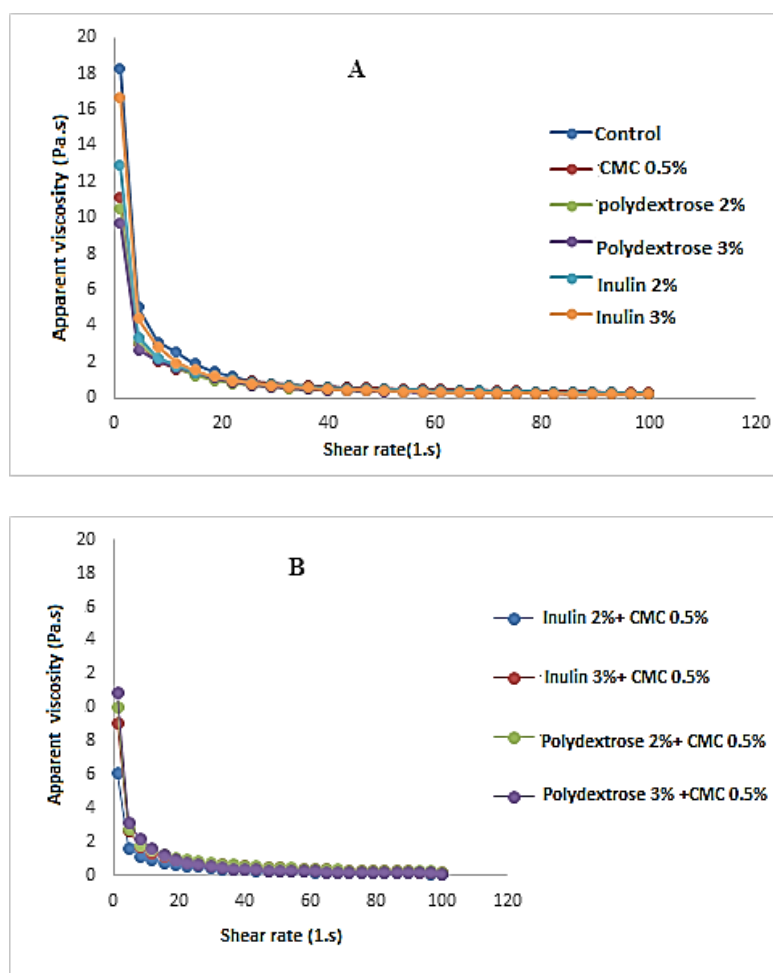 20
18
16
14
12
10
8
6
4
2
0
Apparent viscosity (Pa.s)
A
Control
CMC 0.5%
polydextrose 2%
Polydextrose 3%
Inulin 2%
Inulin 3%
0 20 40 60 80 100 120
Shear rate(1.s)
20
18
6
4
2
0
8
6
4
2
0
Apparent viscosity (Pa.s)
B
Inulin 2%+ CMC 0.5%
Inulin 3%+ CMC 0.5%
Polydextrose 2%+ CMC 0.5%
Polydextrose 3% +CMC 0.5%
0 20 40 60 80 100 120
Shear rate (1.s)